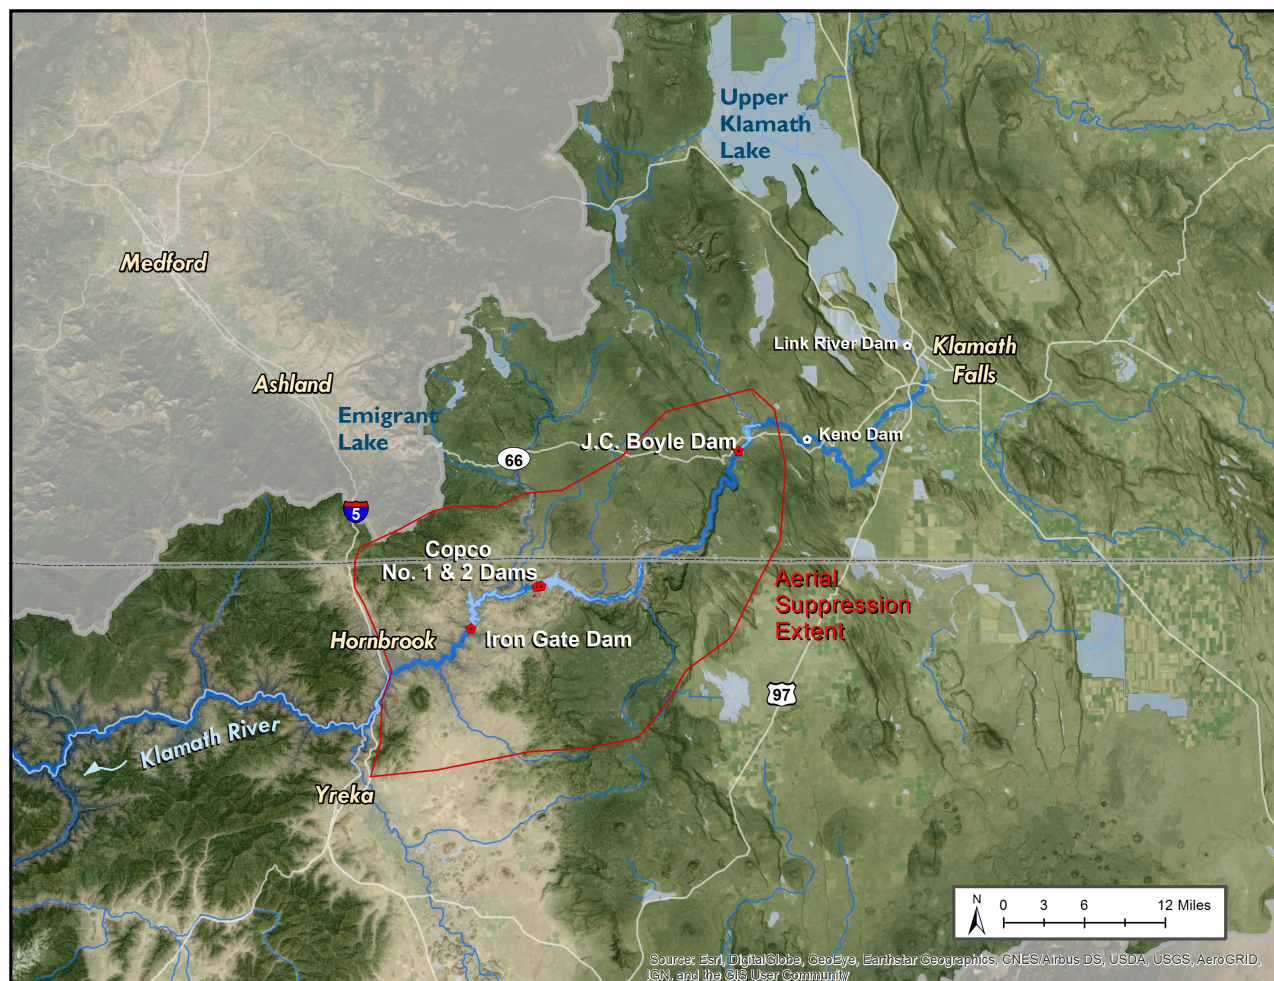 Upper
Klamath
Lake
Medford
Link River Dam
Klamath
Falls
Ashland
Emigrant
Lake
J.C. Boyle Dam
Keno Dam
66
5
Copco
No. 1 & 2 Dams
Aerial
Suppression
Extent
Hornbrook
Iron Gate Dam
97
Klamath River
Yreka
N
0 3 6 12 Miles
Source: Esri, DigitalGlobe, GeoEye, Earthstar Geographics, CNES/Airbus DS, USDA, USGS, AeroGRID,
IGN, and the GIS User Community